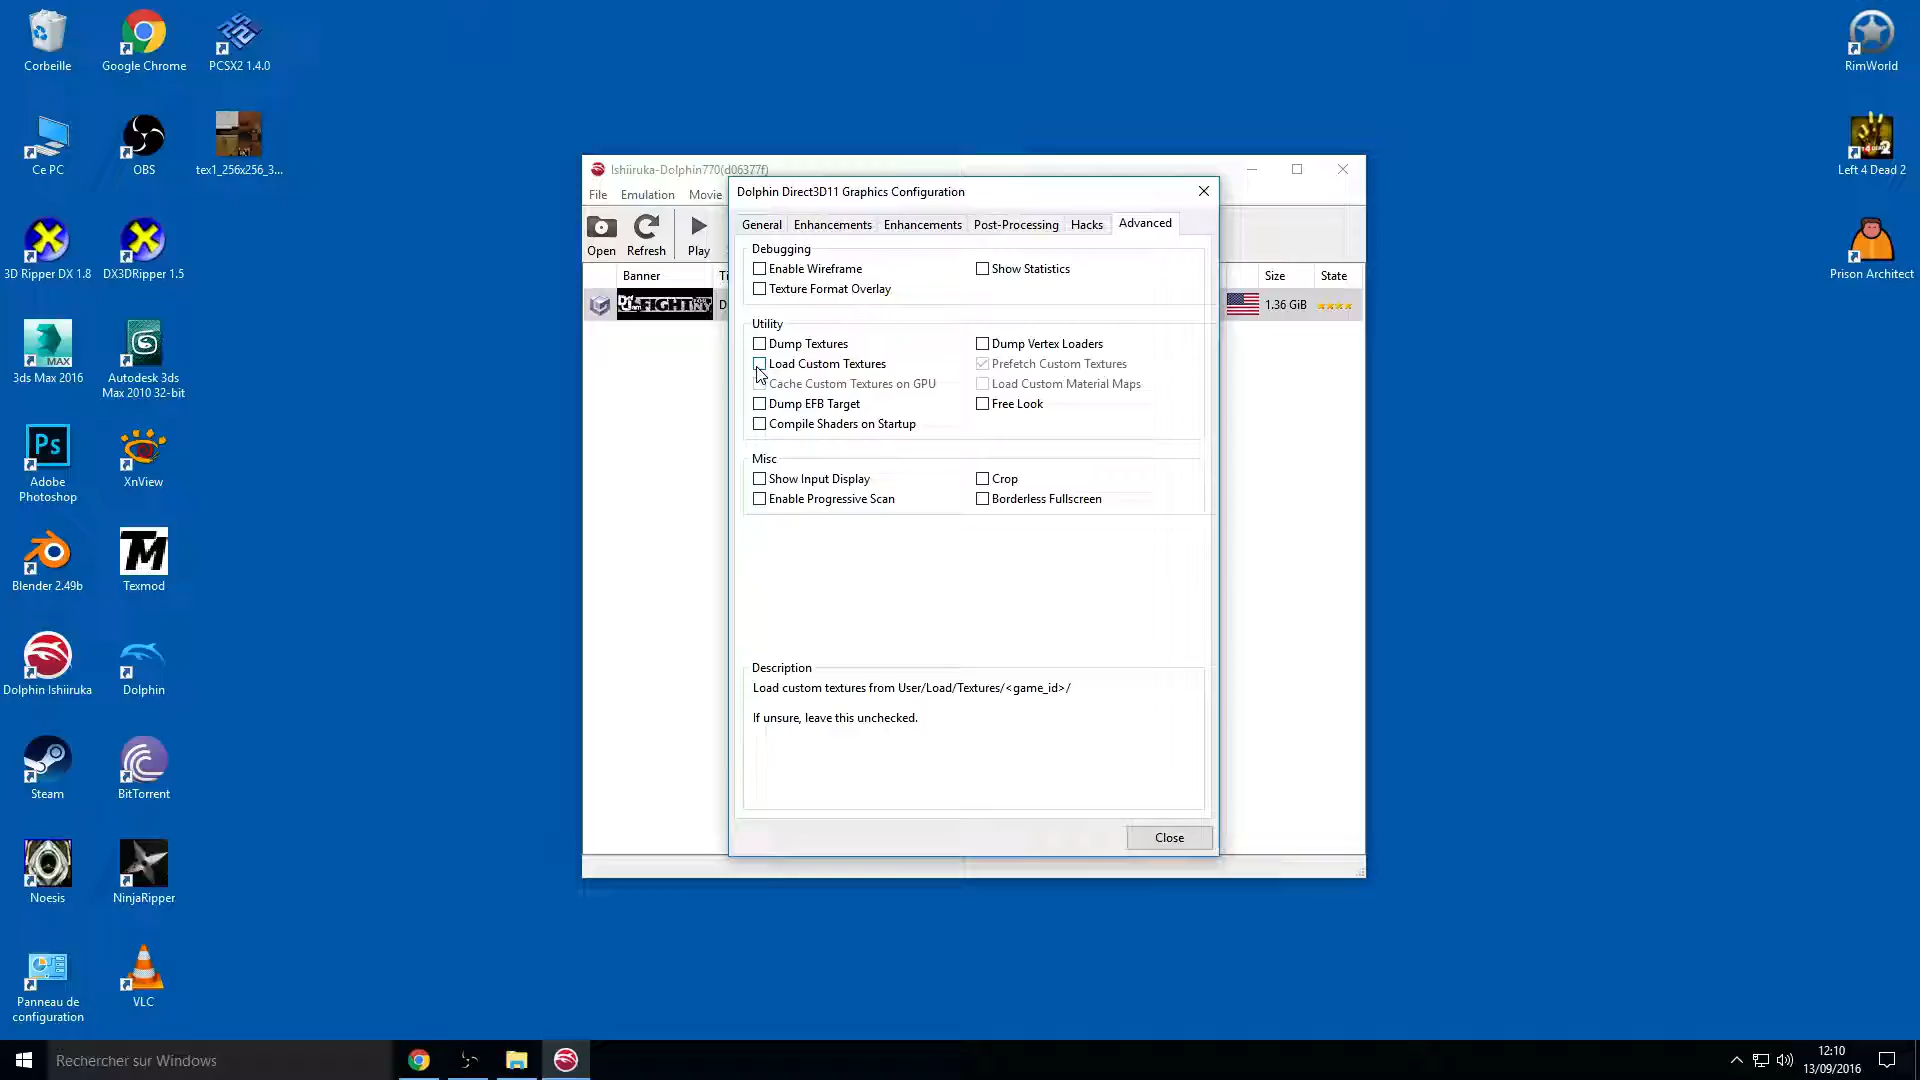 Corbeille
Google Chrome
PCSX2 1.4.0
Ce PC
OBS
tex1_256x256_3...
3D Ripper DX 1.8
DX3DRipper 1.5
MAX
3ds Max 2016
Autodesk 3ds
Max 2010 32-bit
Ps
Adobe
Photoshop
XnView
Blender 2.49b
TM
Texmod
Dolphin Ishiiruka
Dolphin
Steam
BitTorrent
Noesis
NinjaRipper
Panneau de
configuration
VLC
RimWorld
Left 4 Dead 2
Prison Architect
Ishiiruka-Dolphin770(d06377f)
File Emulation Movie
Open Refresh Play
Banner
Size State
1.36 GiB
Dolphin Direct3D11 Graphics Configuration
General Enhancements Enhancements Post-Processing Hacks Advanced
Debugging
Enable Wireframe Show Statistics
Texture Format Overlay
Utility
Dump Textures Dump Vertex Loaders
Load Custom Textures Prefetch Custom Textures
Cache Custom Textures on GPU Load Custom Material Maps
Dump EFB Target Free Look
Compile Shaders on Startup
Misc
Show Input Display Crop
Enable Progressive Scan Borderless Fullscreen
Description
Load custom textures from User/Load/Textures/<game_id>/
If unsure, leave this unchecked.
Close
Rechercher sur Windows
12:10
13/09/2016